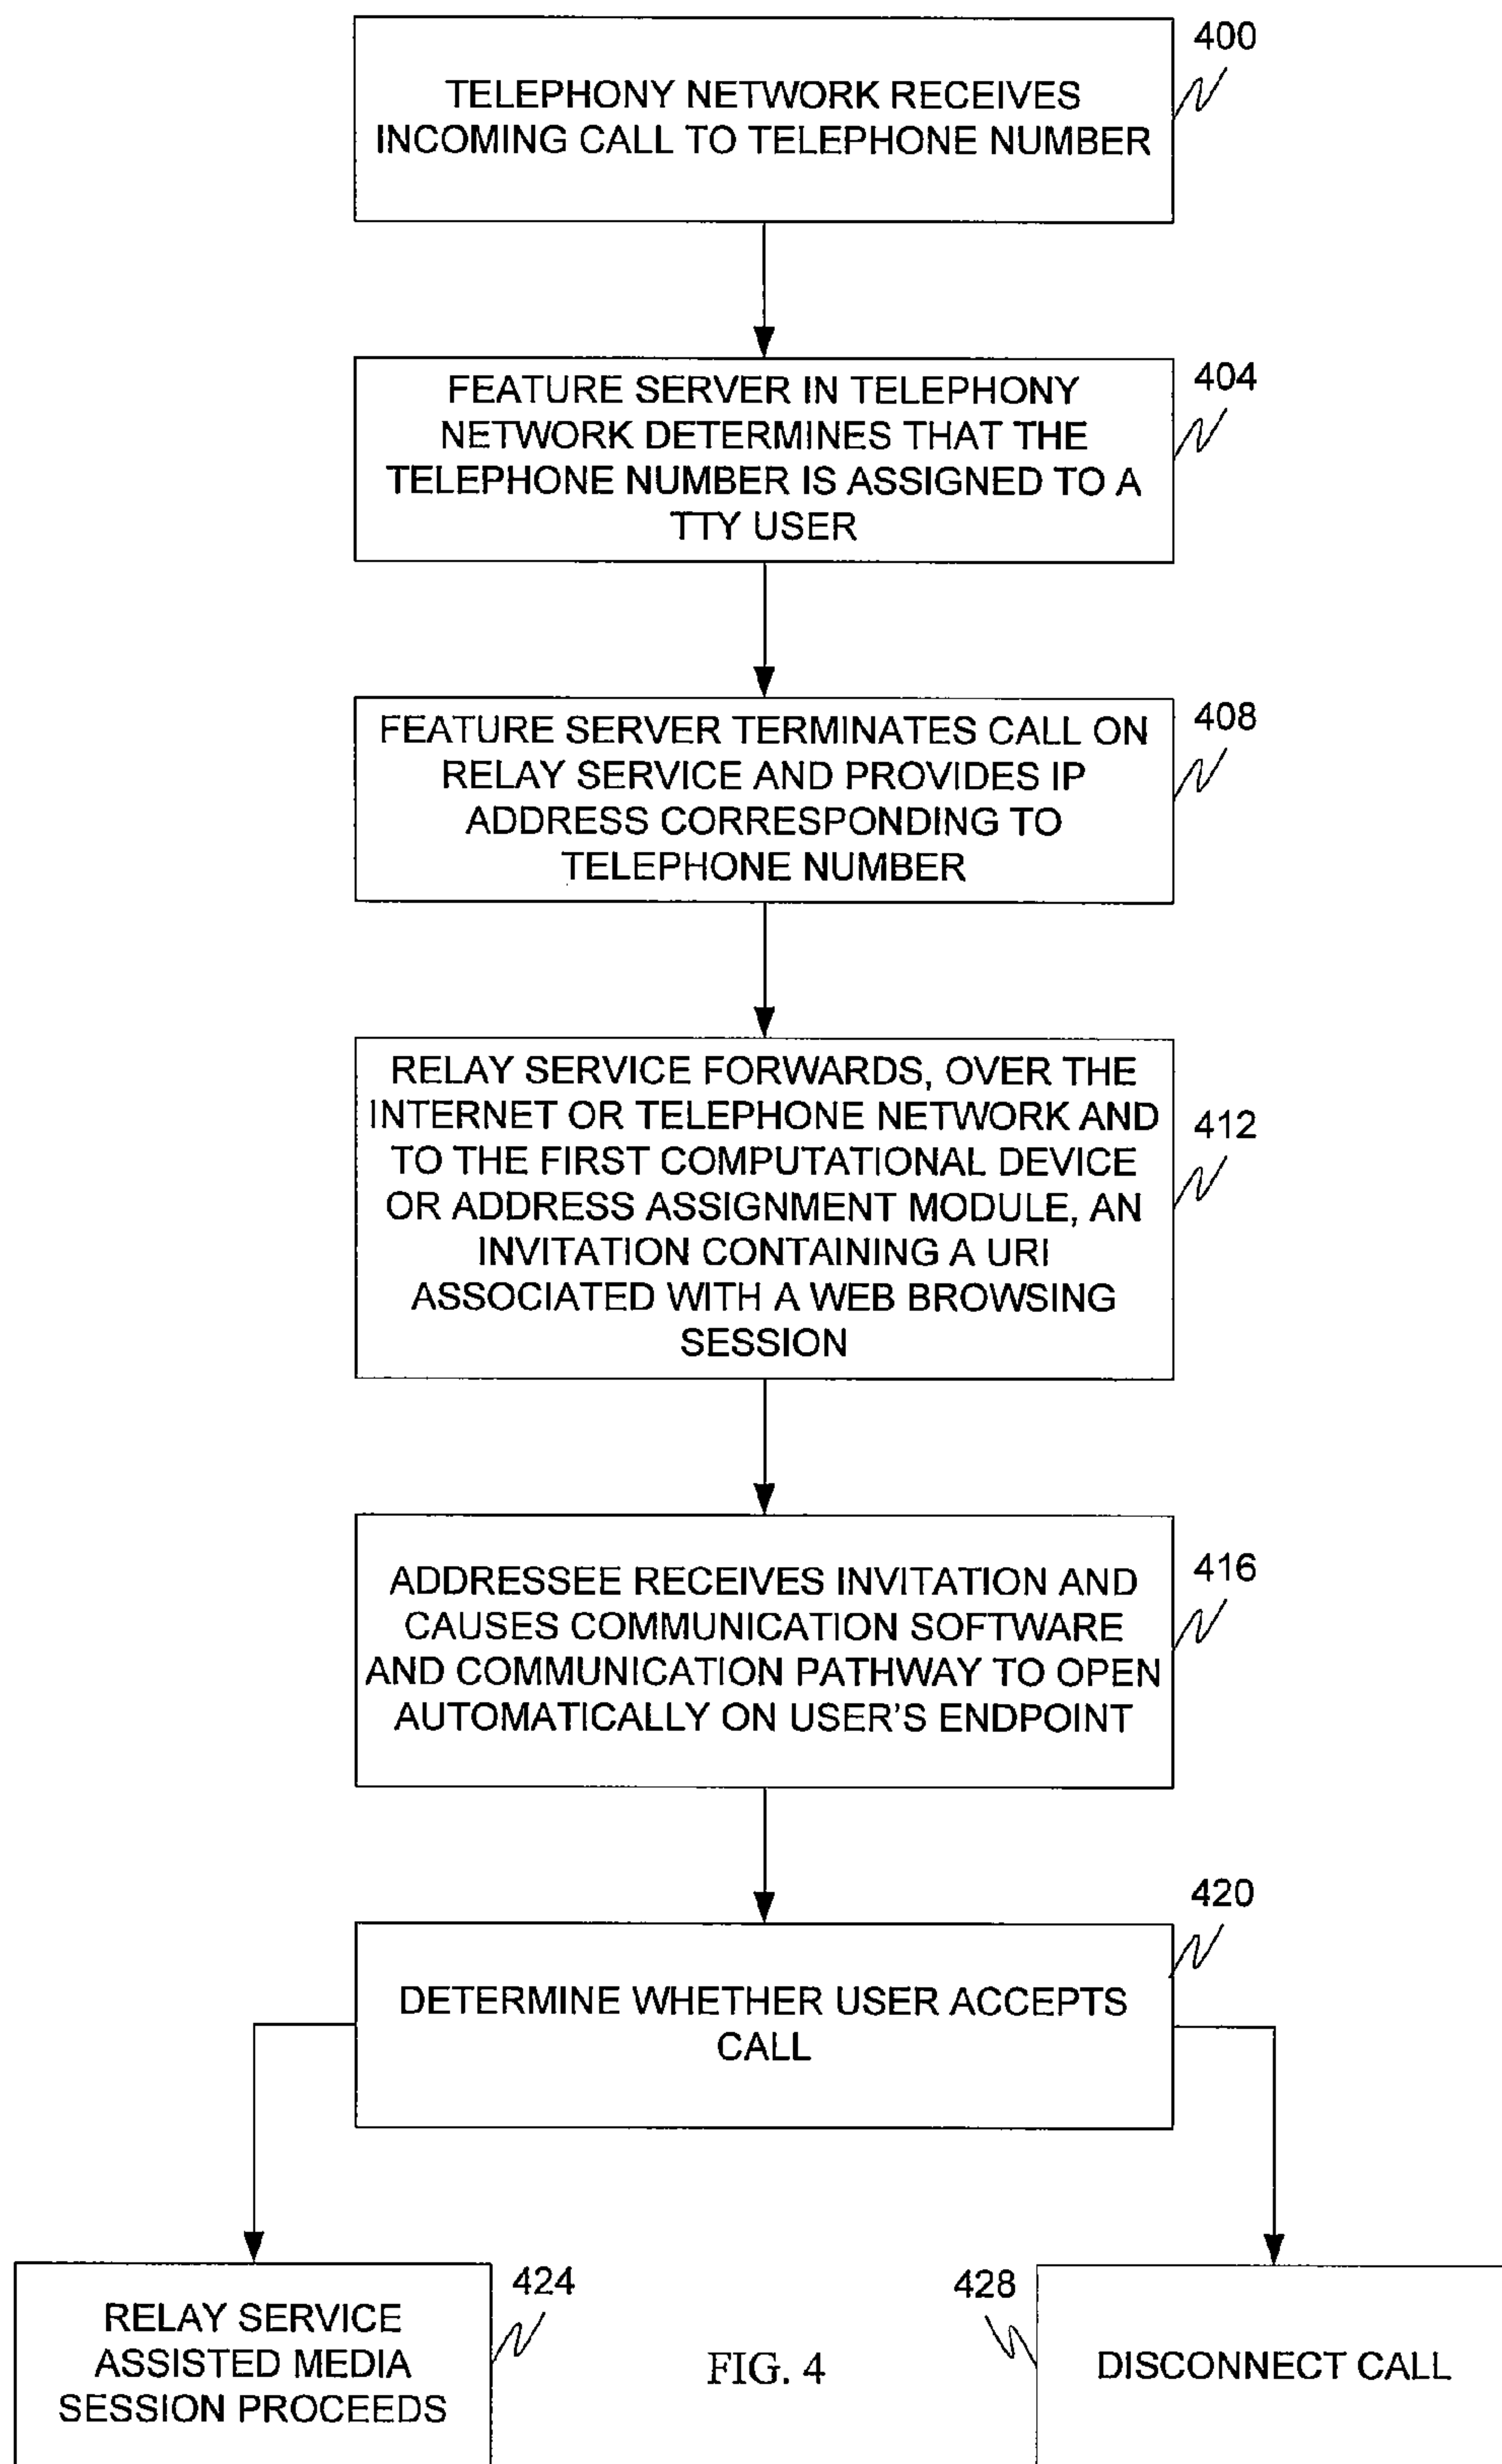 400
TELEPHONY NETWORK RECEIVES
INCOMING CALL TO TELEPHONE NUMBER
404
FEATURE SERVER IN TELEPHONY
NETWORK DETERMINES THAT THE
TELEPHONE NUMBER IS ASSIGNED TO A
TTY USER
408
FEATURE SERVER TERMINATES CALL ON
RELAY SERVICE AND PROVIDES IP
ADDRESS CORRESPONDING TO
TELEPHONE NUMBER
412
RELAY SERVICE FORWARDS, OVER THE
INTERNET OR TELEPHONE NETWORK AND
TO THE FIRST COMPUTATIONAL DEVICE
OR ADDRESS ASSIGNMENT MODULE, AN
INVITATION CONTAINING A URI
ASSOCIATED WITH A WEB BROWSING
SESSION
416
ADDRESSEE RECEIVES INVITATION AND
CAUSES COMMUNICATION SOFTWARE
AND COMMUNICATION PATHWAY TO OPEN
AUTOMATICALLY ON USER'S ENDPOINT
420
DETERMINE WHETHER USER ACCEPTS
CALL
424
RELAY SERVICE
ASSISTED MEDIA
SESSION PROCEEDS
428
DISCONNECT CALL
FIG. 4